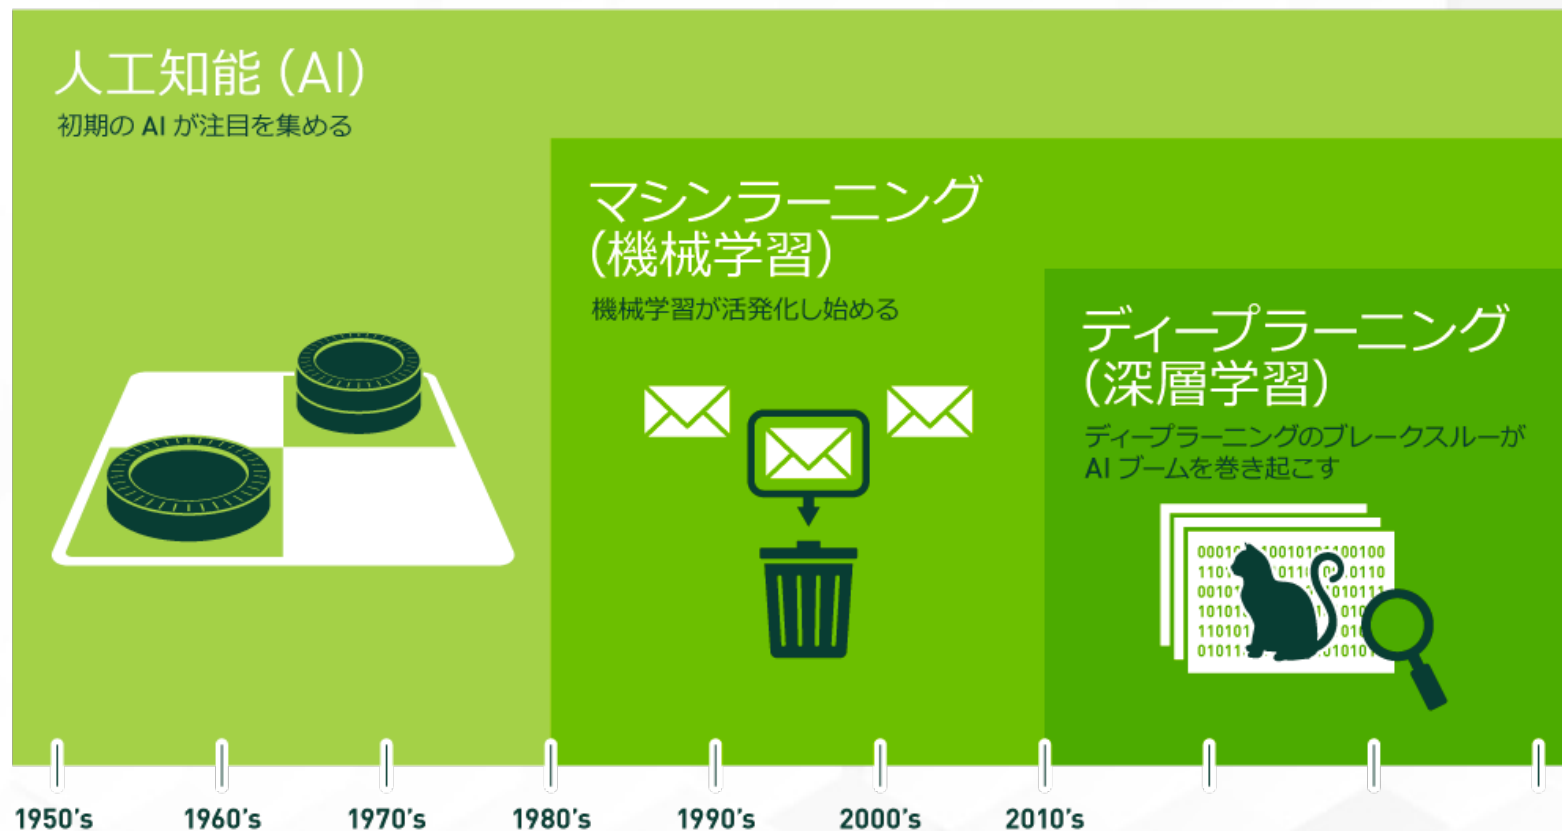 人工知能（AI）
初期の AI が注目を集める
マシンラーニング
（機械学習）
機械学習が活発化し始める
ディープラーニング
（深層学習）
ディープラーニングのブレークスルーが
AI ブームを巻き起こす
1950's 1960's 1970's 1980's 1990's 2000's 2010's